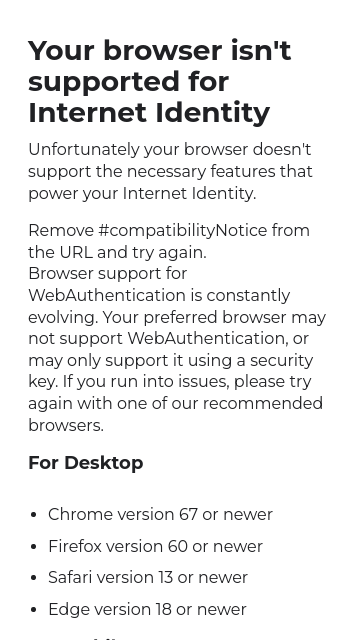 Your browser isn't
supported for
Internet Identity
Unfortunately your browser doesn't
support the necessary features that
power your Internet Identity.
Remove #compatibilityNotice from
the URL and try again.
Browser support for
WebAuthentication is constantly
evolving. Your preferred browser may
not support WebAuthentication, or
may only support it using a security
key. If you run into issues, please try
again with one of our recommended
browsers.
For Desktop
• Chrome version 67 or newer
• Firefox version 60 or newer
• Safari version 13 or newer
• Edge version 18 or newer